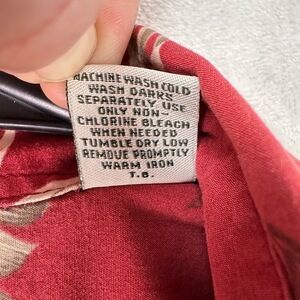 MACHINE WASH COLD
WASH DARKS
SEPARATELY USE
ONLY NON-
CHLORINE BLEACH
WHEN NEEDED
TUMBLE DRY LOW
REMOVE PROMPTLY
WARM IRON
T.B.